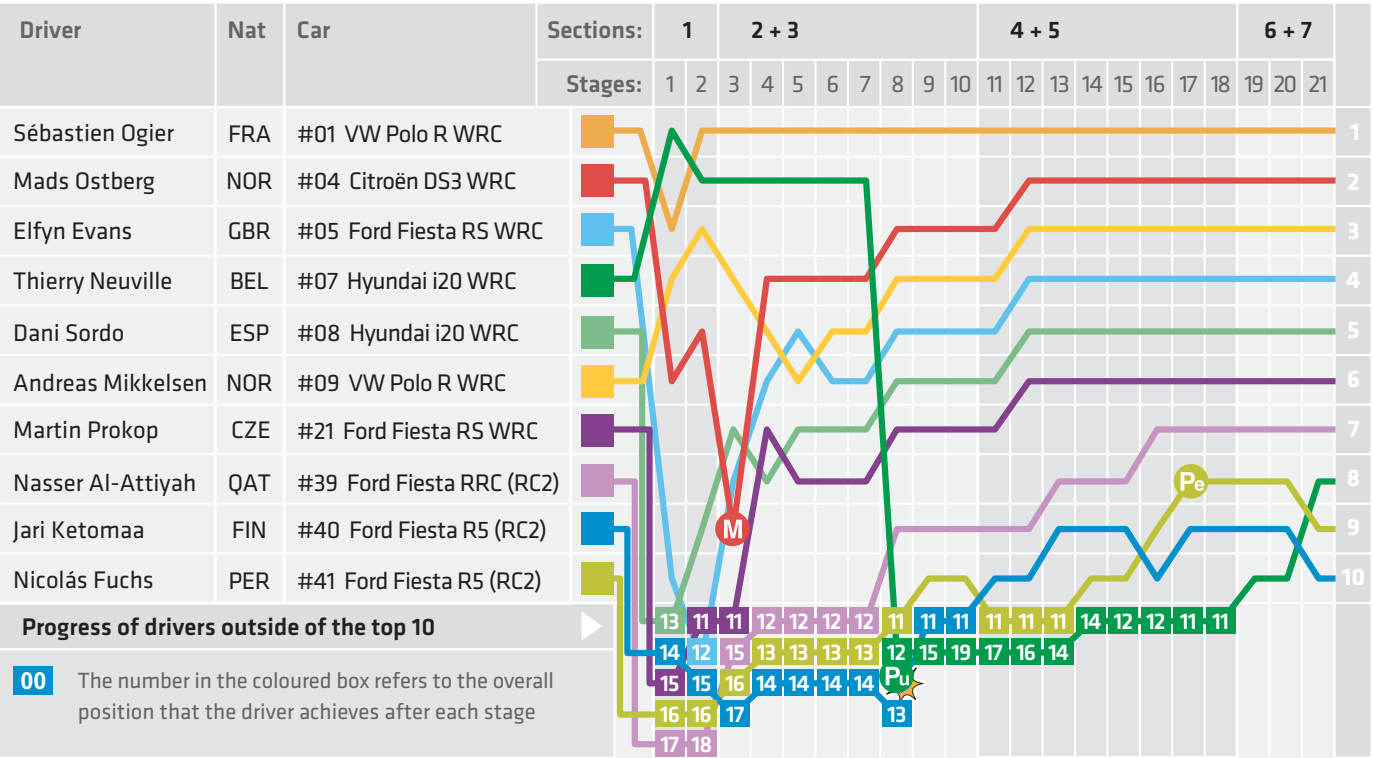 Driver Nat Car Sections: 1 2 + 3 4 + 5 6 + 7
Stages: 1 2 3 4 5 6 7 8 9 10 11 12 13 14 15 16 17 18 19 20 21
Sébastien Ogier FRA #01 VW Polo R WRC 1
Mads Ostberg NOR #04 Citroën DS3 WRC 2
Elfyn Evans GBR #05 Ford Fiesta RS WRC 3
Thierry Neuville BEL #07 Hyundai i20 WRC 4
Dani Sordo ESP #08 Hyundai i20 WRC 5
Andreas Mikkelsen NOR #09 VW Polo R WRC 6
Martin Prokop CZE #21 Ford Fiesta RS WRC 7
Nasser Al-Attiyah QAT #39 Ford Fiesta RRC (RC2) Pe 8
Jari Ketomaa FIN #40 Ford Fiesta R5 (RC2) M 9
Nicolás Fuchs PER #41 Ford Fiesta R5 (RC2) 10
Progress of drivers outside of the top 10 13 11 11 12 12 12 12 11 11 11 11 11 11 14 12 12 11 11
14 12 15 13 13 13 13 12 15 19 17 16 14
00 The number in the coloured box refers to the overall 15 15 16 14 14 14 14 Pu
position that the driver achieves after each stage 16 16 17 13
17 18